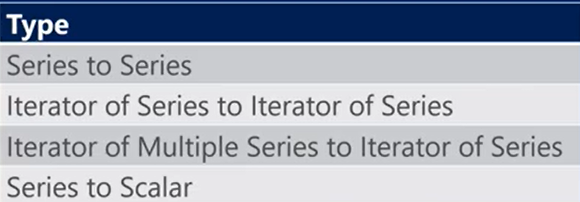 Type
Series to Series
Iterator of Series to Iterator of Series
Iterator of Multiple Series to Iterator of Series
Series to Scalar